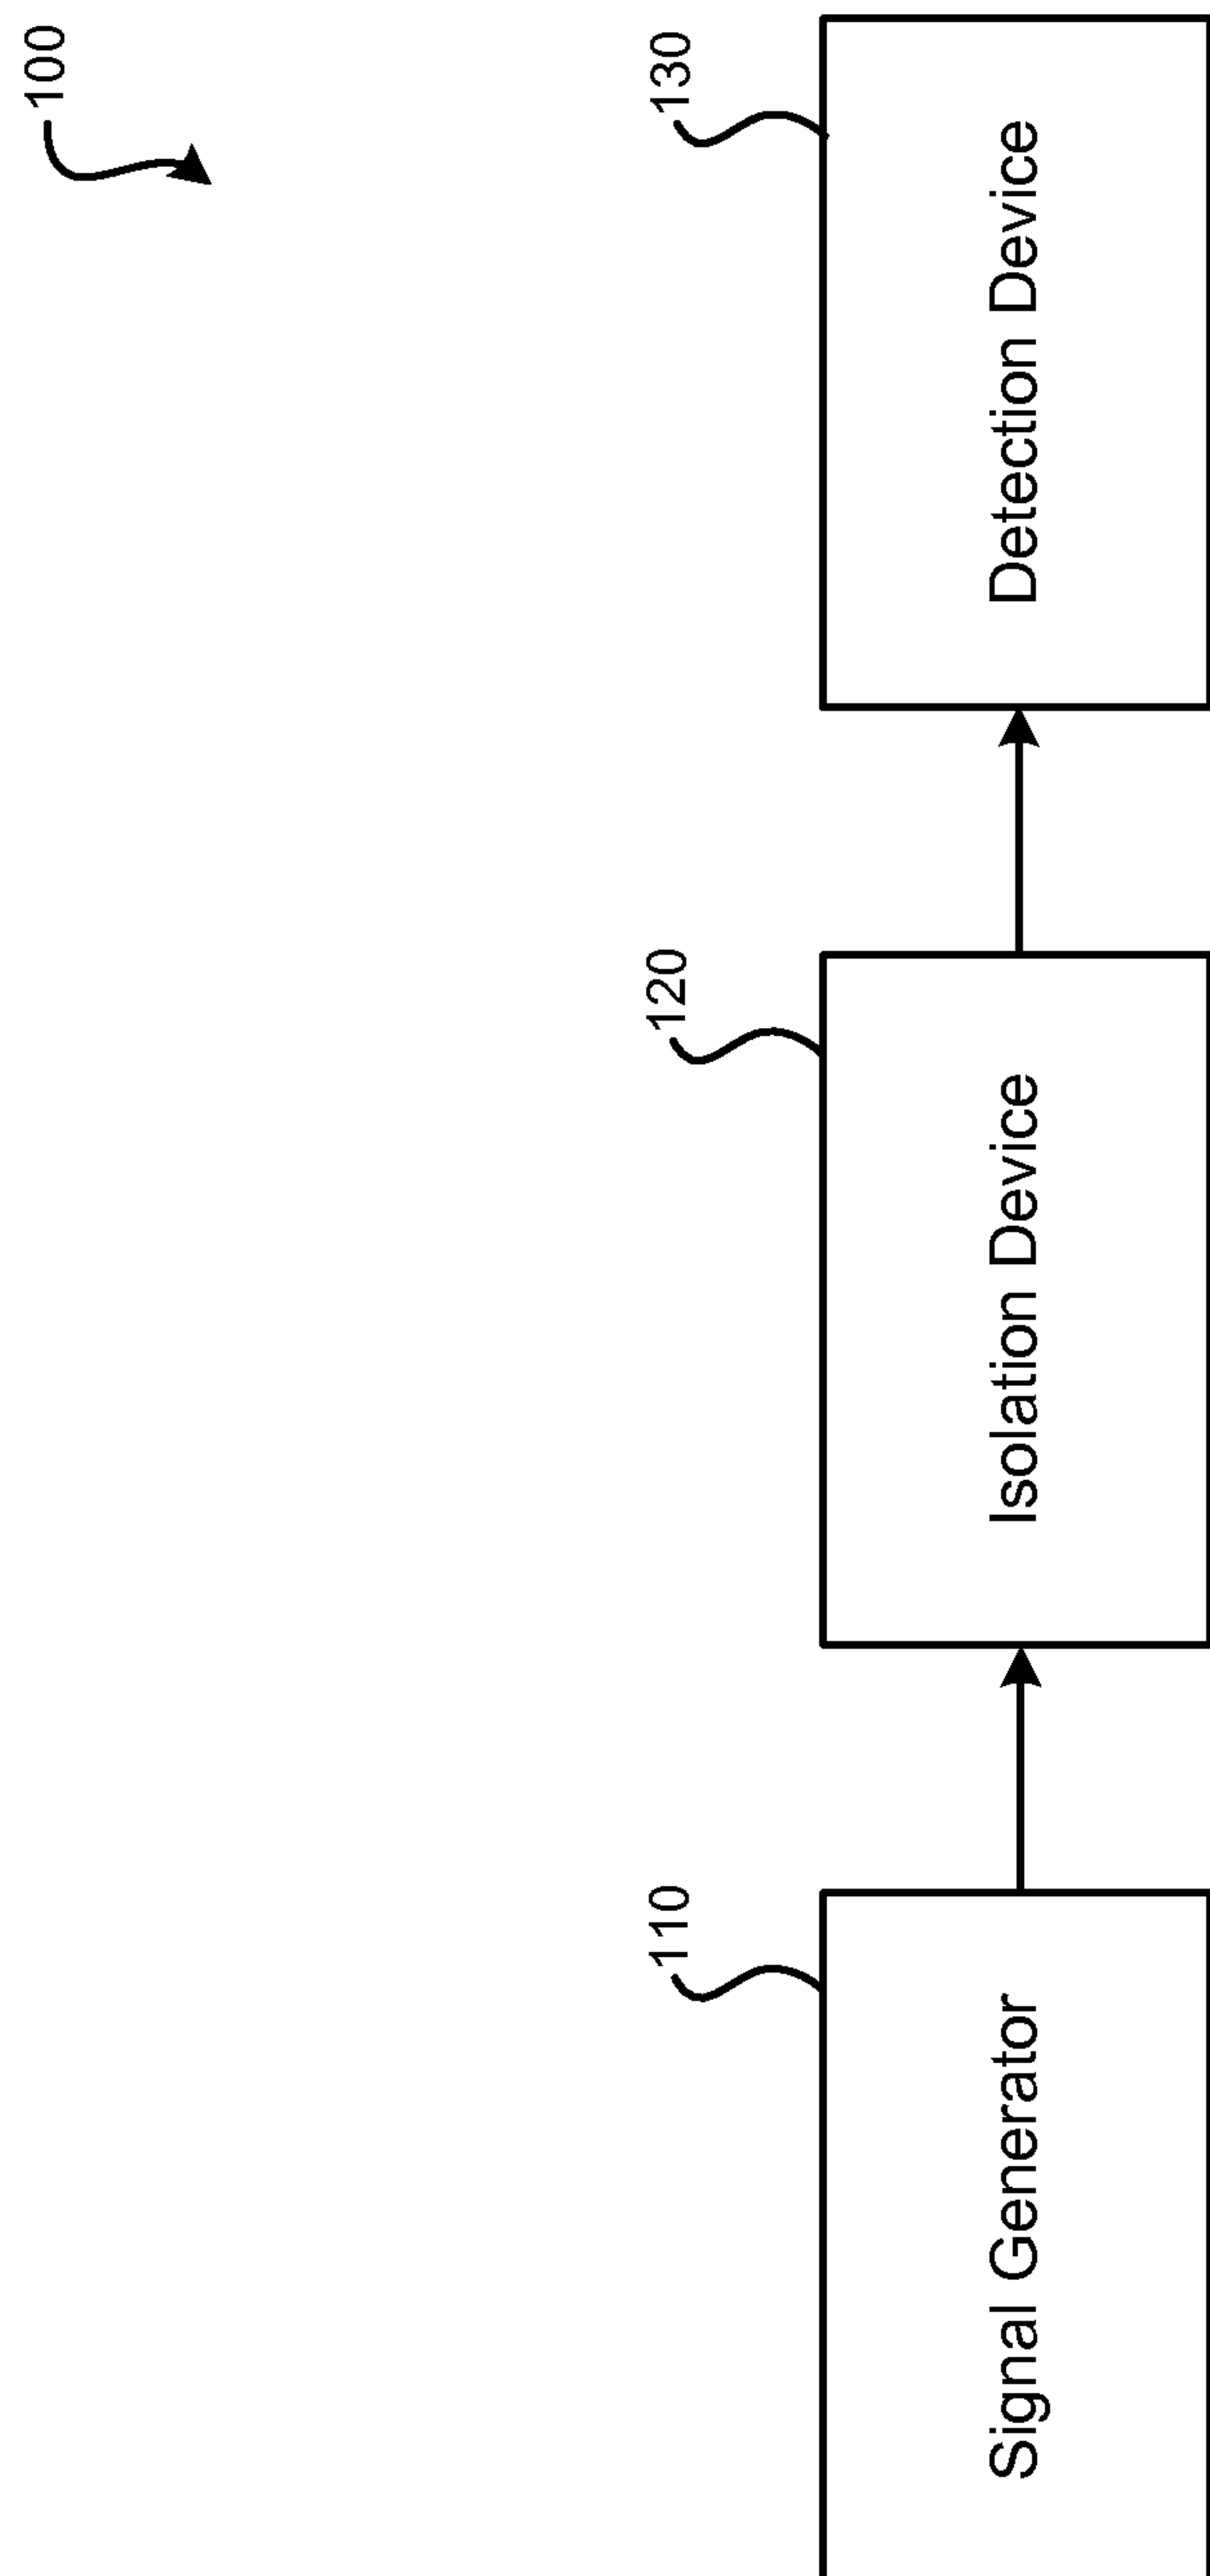 100
110
120
130
Signal Generator
Isolation Device
Detection Device